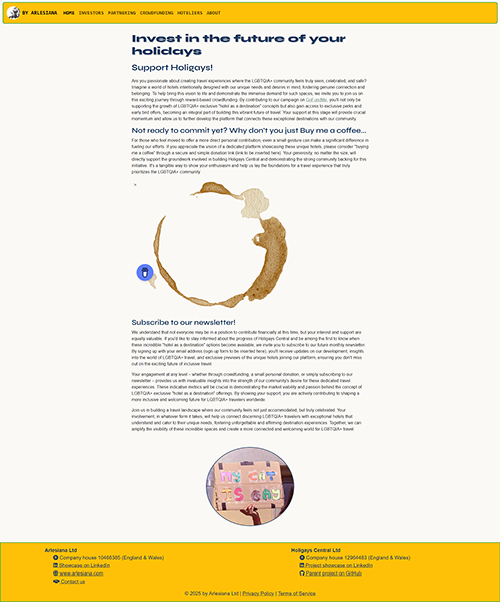 BY ARLESIANA HOME INVESTORS PARTNERING CROWDFUNDING HOTELIERS ABOUT
Invest in the future of your
holidays
Support Holigays!
Are you passionate about creating travel experiences where the LGBTQIA+ community feels truly seen, celebrated, and safe?
Imagine a world of hotels intentionally designed with our unique needs and desires in mind, fostering genuine connection and
belonging. To help bring this vision to life and demonstrate the immense demand for such spaces, we invite you to join us on
this exciting journey through reward-based crowdfunding. By contributing to our campaign on you'll not only be
supporting the growth of LGBTQIA+ exclusive "hotel as a destination" concepts but also gain access to exclusive perks and
early bird offers, becoming an integral part of building this vibrant future of travel. Your support at this stage will provide crucial
momentum and allow us to further develop the platform that connects these exceptional destinations with our community.
Not ready to commit yet? Why don't you just Buy me a coffee...
For those who feel moved to offer a more direct personal contribution, even a small gesture can make a significant difference in
fueling our efforts. If you appreciate the vision of a dedicated platform showcasing these unique hotels, please consider "buying
me a coffee" through a secure and simple donation link (link to be inserted here). Your generosity, no matter the size, will
directly support the groundwork involved in building Holigays Central and demonstrating the strong community backing for this
initiative. It's a tangible way to show your enthusiasm and help us lay the foundations for a travel experience that truly
prioritizes the LGBTQIA+ community
Subscribe to our newsletter!
We understand that not everyone may be in a position to contribute financially at this time, but your interest and support are
equally valuable. If you'd like to stay informed about the progress of Holigays Central and be among the first to know when
these incredible "hotel as a destination" options become available, we invite you to subscribe to our future monthly newsletter.
By signing up with your email address (sign up form to be inserted here), you'll receive updates on our development, insights
into the world of LGBTQIA+ travel, and exclusive previews of the unique hotels joining our platform, ensuring you don't miss
out on the exciting future of inclusive travel.
Your engagement at any level – whether through crowdfunding, a small personal donation, or simply subscribing to our
newsletter – provides us with invaluable insights into the strength of our community's desire for these dedicated travel
experiences. These indicative metrics will be crucial in demonstrating the market viability and passion behind the concept of
LGBTQIA+ exclusive "hotel as a destination" offerings. By showing your support, you are actively contributing to shaping a
more inclusive and welcoming future for LGBTQIA+ travelers worldwide.
Join us in building a travel landscape where our community feels not just accommodated, but truly celebrated. Your
involvement, in whatever form it takes, will help us connect discerning LGBTQIA+ travelers with exceptional hotels that
understand and cater to their unique needs, fostering unforgettable and affirming destination experiences. Together, we can
amplify the visibility of these incredible spaces and create a more connected and welcoming world for LGBTQIA+ travel
MY CAT
IS GAY
Arlesiana Ltd
Company house 10466365 (England & Wales)
Showcase on LinkedIn
www.arlesiana.com
Contact us
Holigays Central Ltd
Company house 12964483 (England & Wales)
Project showcase on LinkedIn
Parent project on GitHub
© 2025 by Arlesiana Ltd | Privacy Policy | Terms of Service